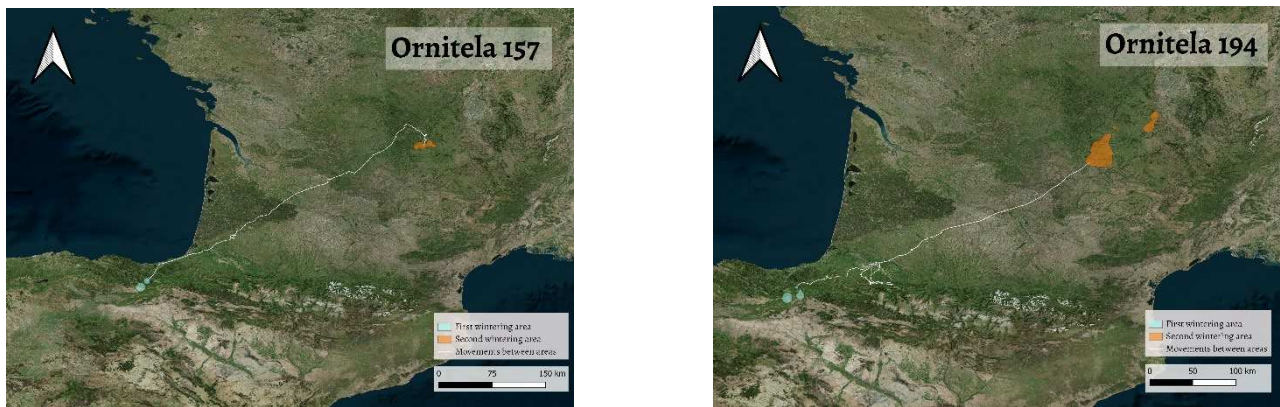 Ornitela 157
First wintering area
Second wintering area
Movements between areas
0 75 150 km
Ornitela 194
First wintering area
Second wintering area
Movements between areas
0 50 100 km